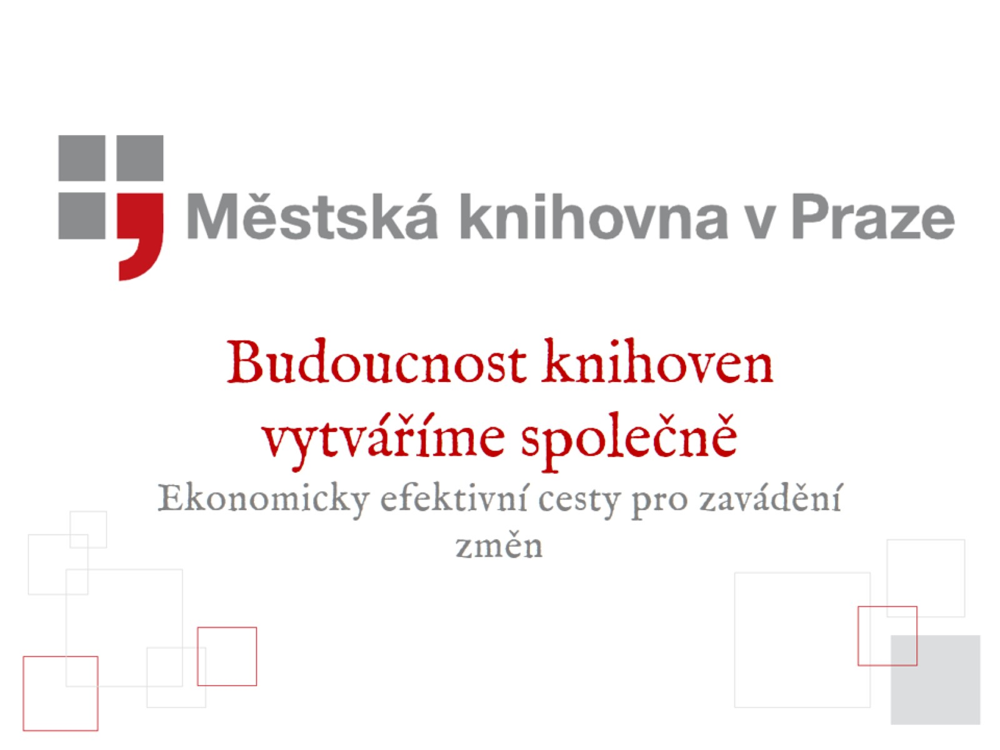 Městská knihovna v Praze
Budoucnost knihoven
vytváříme společně
Ekonomicky efektivní cesty pro zavádění
změn